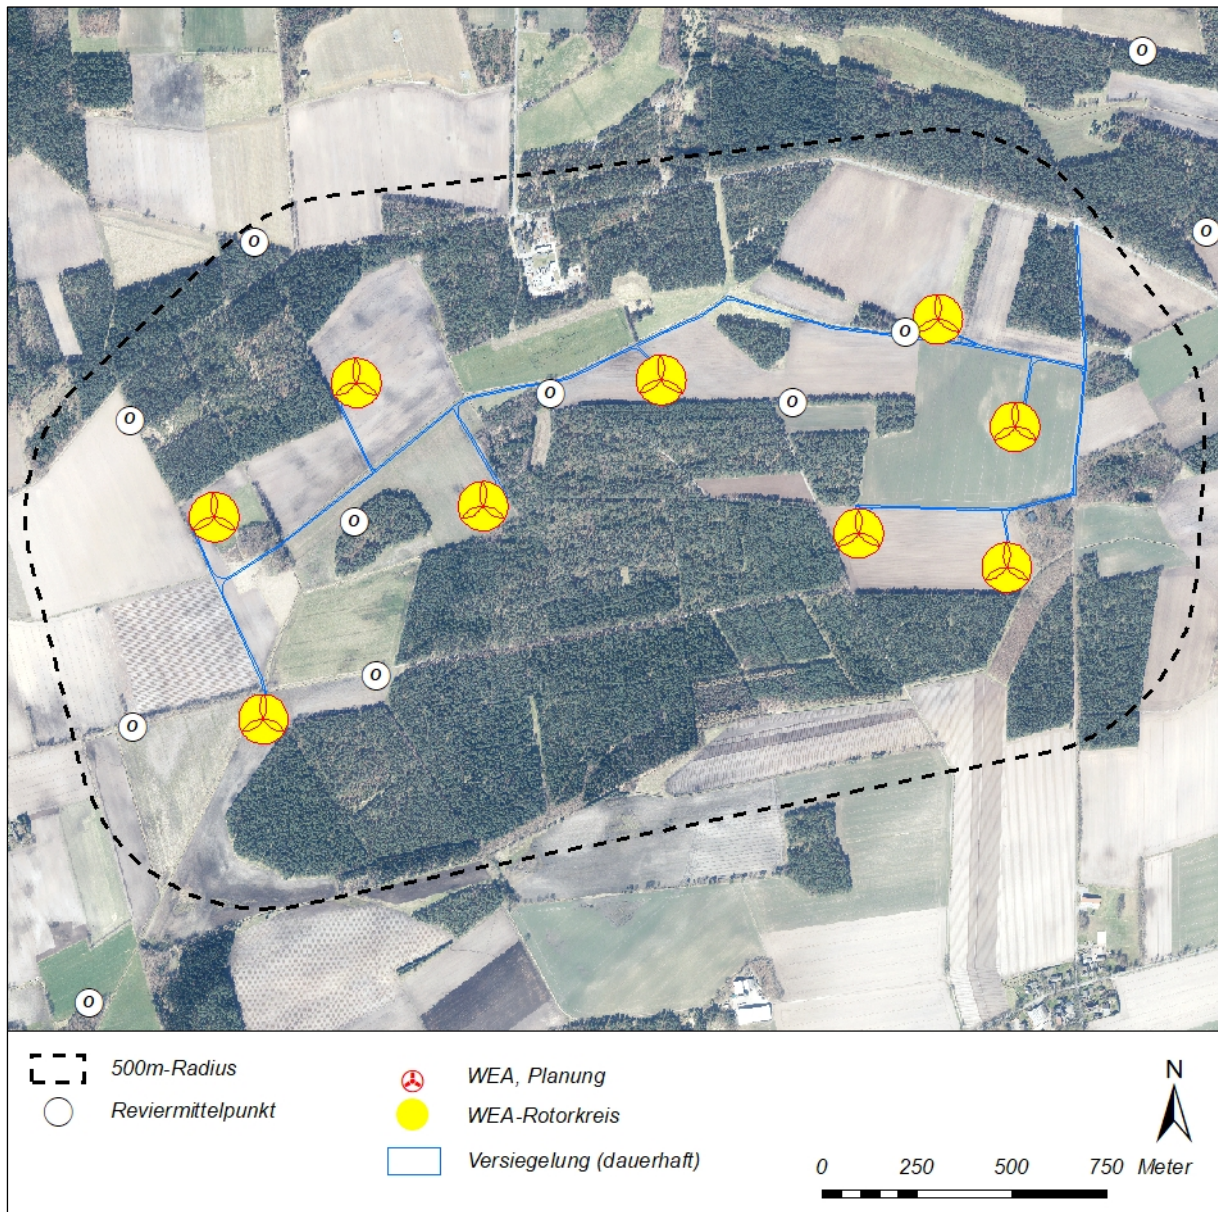 O
O
O
O
O
O
O
O
O
O
O
O
500m-Radius
Reviermittelpunkt
WEA, Planung
WEA-Rotorkreis
Versiegelung (dauerhaft)
N
0 250 500 750 Meter